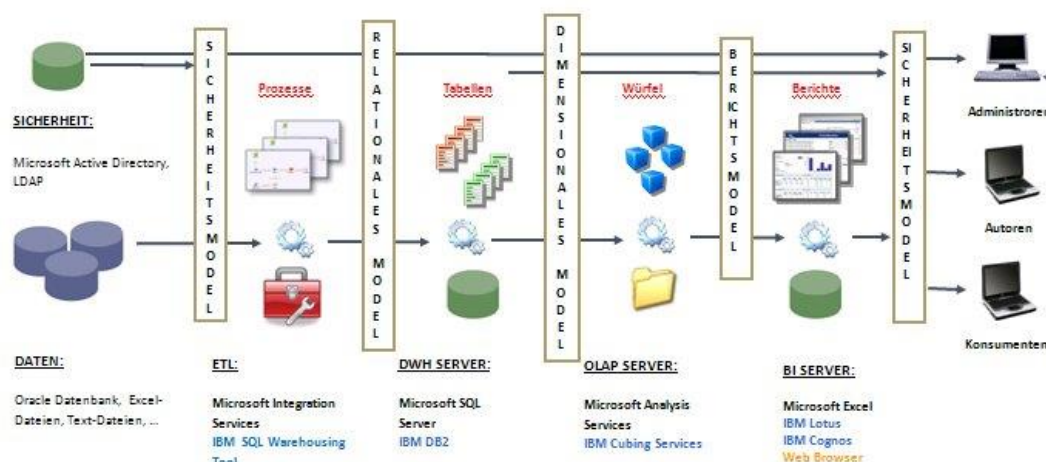 SICHERHEITSMODEL
RELATIONALES MODEL
DIMENSIONALES MODEL
BERICHTSMODEL
SICHERHEITSMODEL
Prozesse
Tabellen
Würfel
Berichte
SICHERHEIT:
Microsoft Active Directory,
LDAP
Administroren
Autoren
Konsumenten
DATEN:
Oracle Datenbank, Excel-
Dateien, Text-Dateien, ...
ETL:
Microsoft Integration
Services
IBM SQL Warehousing
Tool
DWH SERVER:
Microsoft SQL
Server
IBM DB2
OLAP SERVER:
Microsoft Analysis
Services
IBM Cubing Services
BI SERVER:
Microsoft Excel
IBM Lotus
IBM Cognos
Web Browser